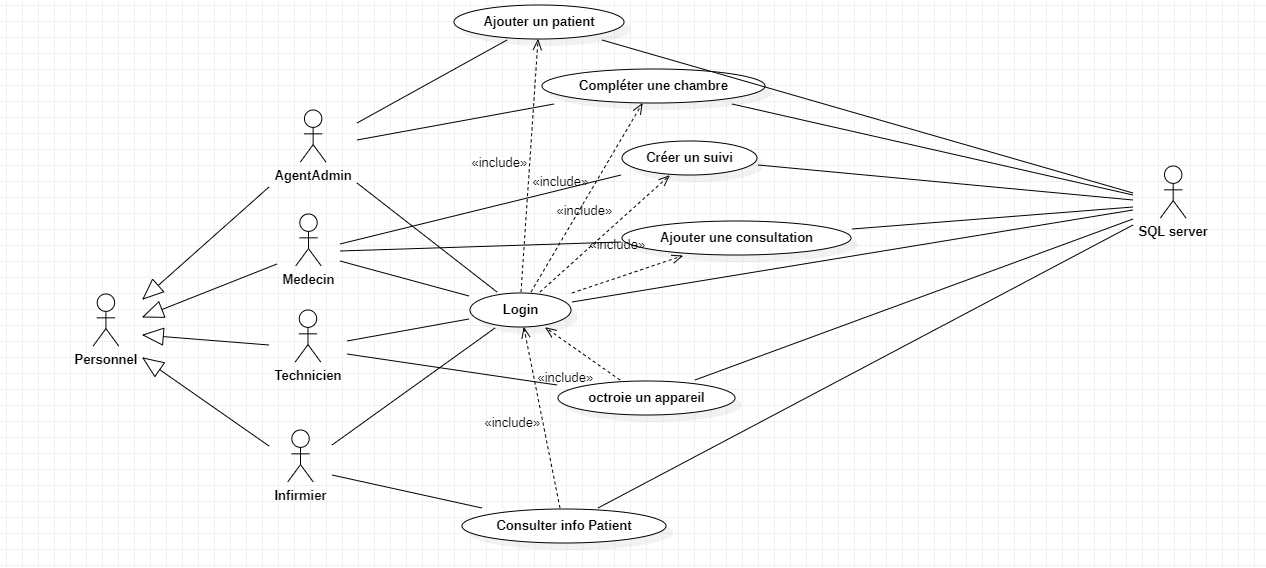 Ajouter un patient
Compléter une chambre
AgentAdmin
«include»
Créer un suivi
«include»
«include»
SQL server
Medecin
Ajouter une consultation
«include»
Login
Personnel
Technicien
«include»
octroie un appareil
«include»
Infirmier
Consulter info Patient